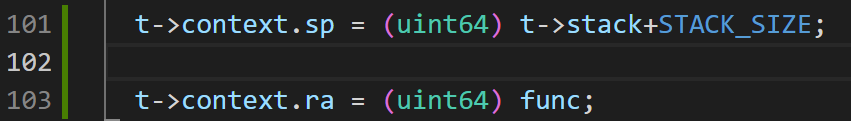 101 t->context.sp = (uint64) t->stack+STACK_SIZE;
102
103 t->context.ra = (uint64) func;